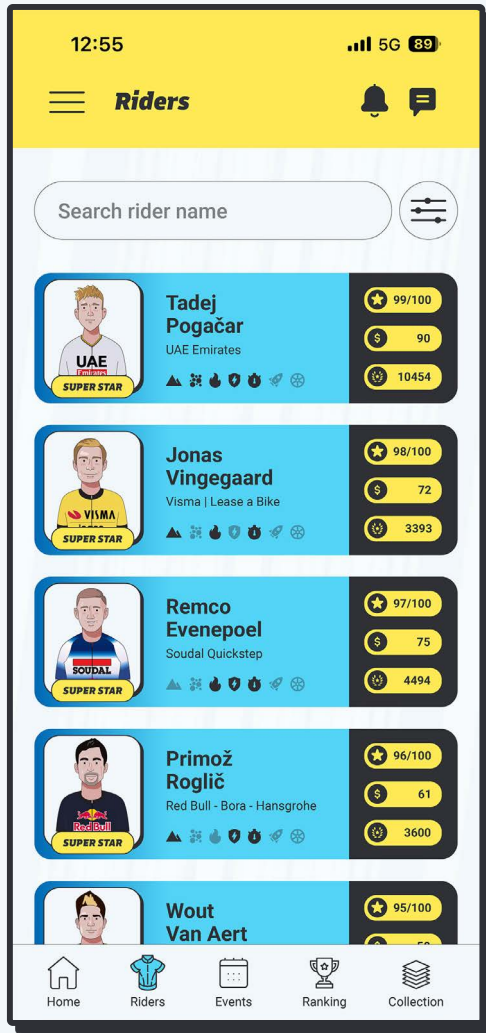 12:55
5G 89
Riders
Search rider name
Tadej
Pogačar
UAE Emirates
UAE
Emirates
SUPER STAR
99/100
$ 90
10454
Jonas
Vingegaard
Visma | Lease a Bike
VISMA
SUPER STAR
98/100
$ 72
3393
Remco
Evenepoel
Soudal Quickstep
SOUDAL
SUPER STAR
97/100
$ 75
4494
Primož
Roglič
Red Bull - Bora - Hansgrohe
Red Bull
SUPER STAR
96/100
$ 61
3600
Wout
Van Aert
95/100
Home
Riders
Events
Ranking
Collection